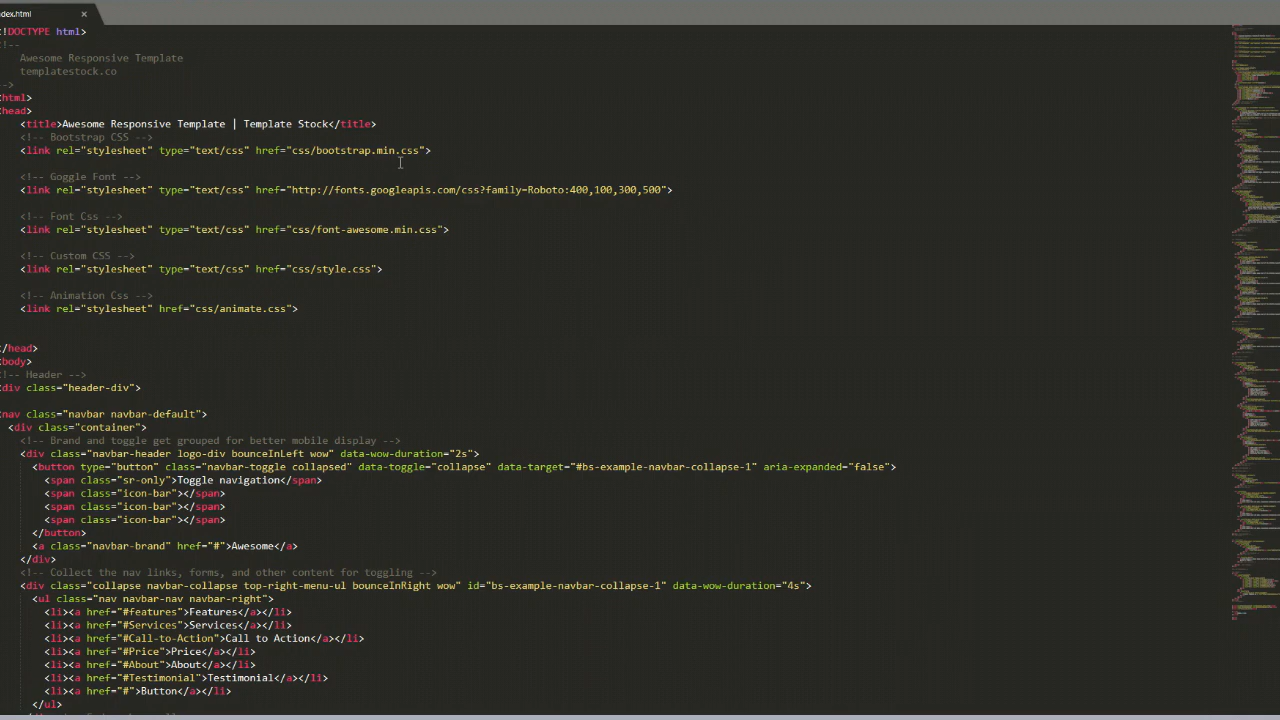 ndex.html ×
<!DOCTYPE html>
<!--
Awesome Responsive Template
templatestock.co
-->
<html>
<head>
<title>Awesome Responsive Template | Template Stock</title>
<!-- Bootstrap CSS -->
<link rel="stylesheet" type="text/css" href="css/bootstrap.min.css">
<!-- Goggle Font -->
<link rel="stylesheet" type="text/css" href="http://fonts.googleapis.com/css?family=Roboto:400,100,300,500">
<!-- Font Css -->
<link rel="stylesheet" type="text/css" href="css/font-awesome.min.css">
<!-- Custom CSS -->
<link rel="stylesheet" type="text/css" href="css/style.css">
<!-- Animation Css -->
<link rel="stylesheet" href="css/animate.css">
</head>
<body>
<!-- Header -->
<div class="header-div">
<nav class="navbar navbar-default">
<div class="container">
<!-- Brand and toggle get grouped for better mobile display -->
<div class="navbar-header logo-div bounceInLeft wow" data-wow-duration="2s">
<button type="button" class="navbar-toggle collapsed" data-toggle="collapse" data-target="#bs-example-navbar-collapse-1" aria-expanded="false">
<span class="sr-only">Toggle navigation</span>
<span class="icon-bar"></span>
<span class="icon-bar"></span>
<span class="icon-bar"></span>
</button>
<a class="navbar-brand" href="#">Awesome</a>
</div>
<!-- Collect the nav links, forms, and other content for toggling -->
<div class="collapse navbar-collapse top-right-menu-ul bounceInRight wow" id="bs-example-navbar-collapse-1" data-wow-duration="4s">
<ul class="nav navbar-nav navbar-right">
<li><a href="#features">Features</a></li>
<li><a href="#Services">Services</a></li>
<li><a href="#Call-to-Action">Call to Action</a></li>
<li><a href="#Price">Price</a></li>
<li><a href="#About">About</a></li>
<li><a href="#Testimonial">Testimonial</a></li>
<li><a href="#">Button</a></li>
</ul>